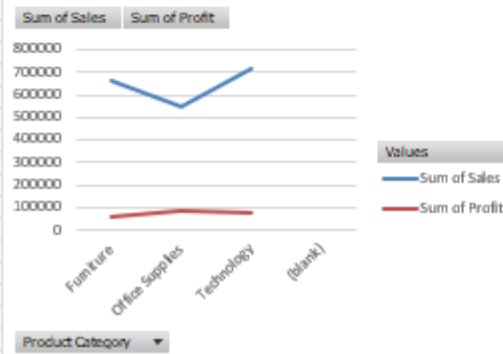 Sum of Sales Sum of Profit
800000
700000
600000
500000
400000
300000
200000
100000
0
Furniture Office Supplies Technology (blank)
Values
Sum of Sales
Sum of Profit
Product Category